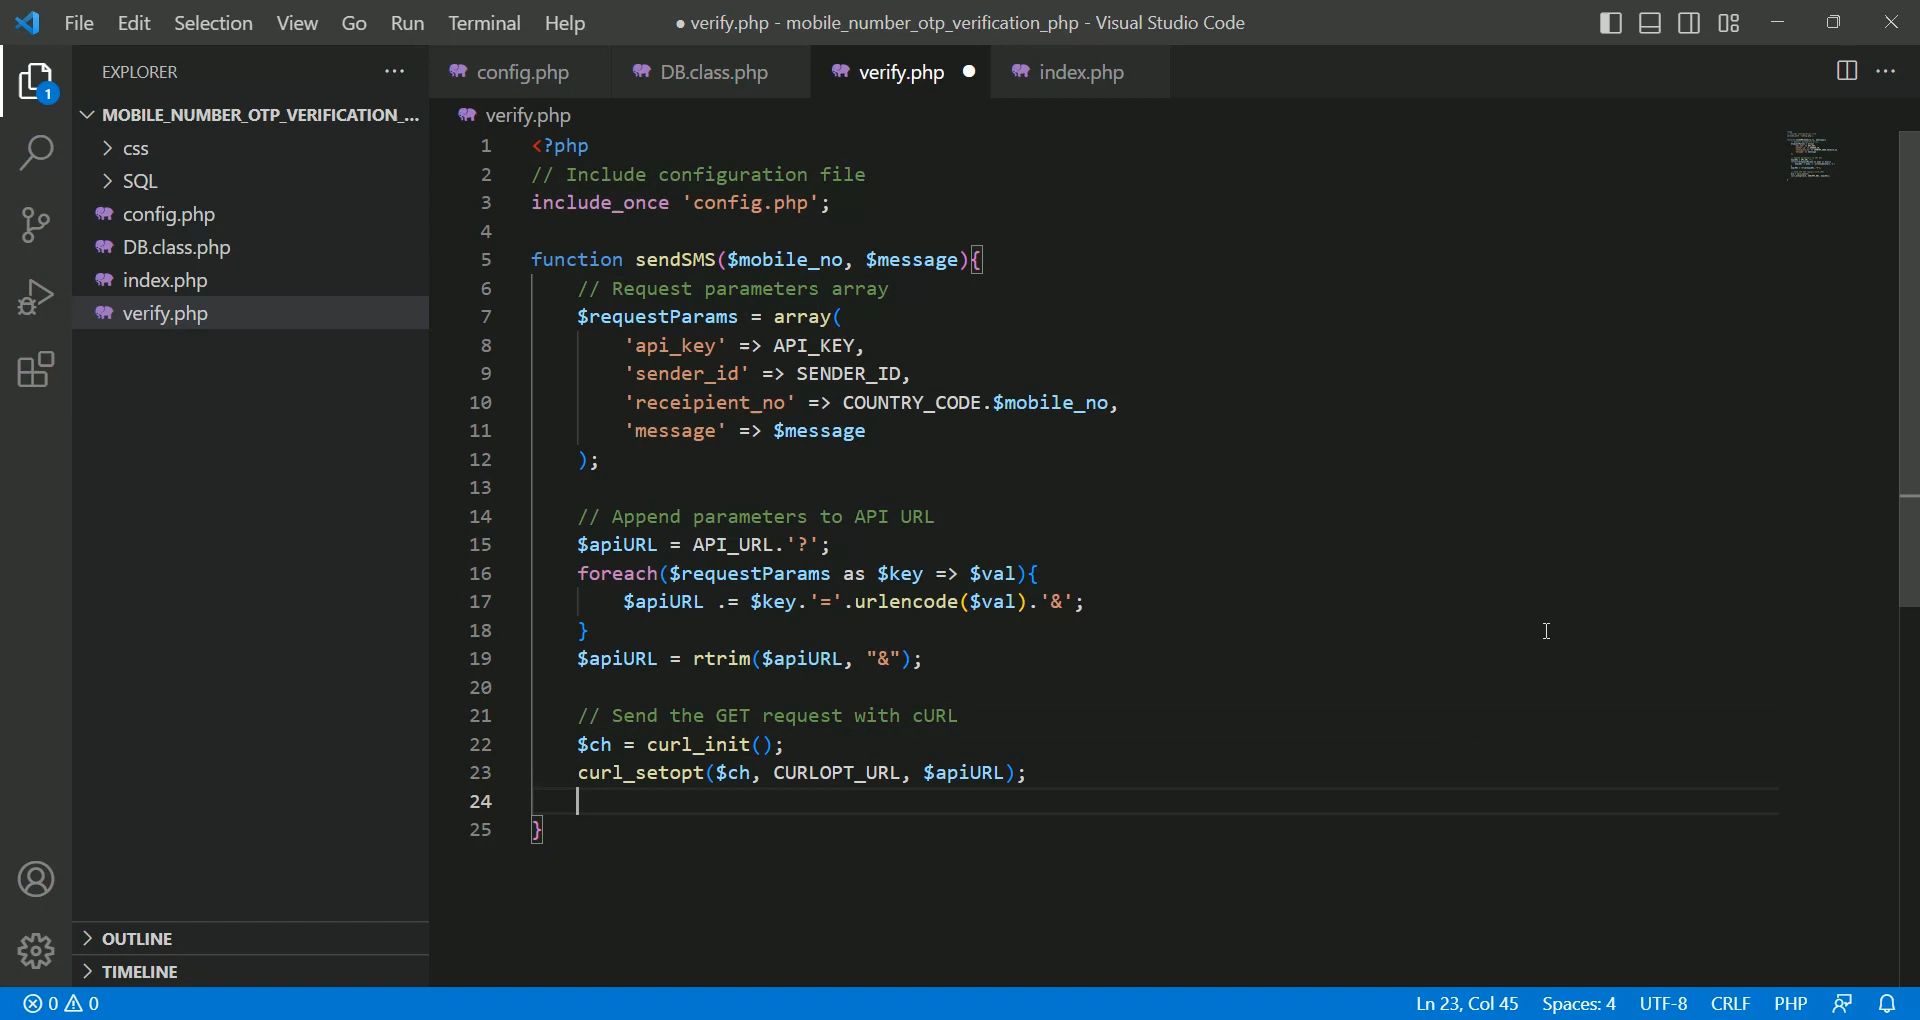 File Edit Selection View Go Run Terminal Help
● verify.php - mobile_number_otp_verification_php - Visual Studio Code
EXPLORER
1
MOBILE_NUMBER_OTP_VERIFICATION_...
css
SQL
config.php
DB.class.php
index.php
verify.php
OUTLINE
TIMELINE
config.php DB.class.php verify.php index.php
verify.php
1 <?php
2 // Include configuration file
3 include_once 'config.php';
4
5 function sendSMS($mobile_no, $message){
6 // Request parameters array
7 $requestParams = array(
8 'api_key' => API_KEY,
9 'sender_id' => SENDER_ID,
10 'receipient_no' => COUNTRY_CODE.$mobile_no,
11 'message' => $message
12 );
13
14 // Append parameters to API URL
15 $apiURL = API_URL.'?';
16 foreach($requestParams as $key => $val){
17 $apiURL .= $key.'='.urlencode($val).'&';
18 }
19 $apiURL = rtrim($apiURL, "&");
20
21 // Send the GET request with cURL
22 $ch = curl_init();
23 curl_setopt($ch, CURLOPT_URL, $apiURL);
24
25 }
0 0
Ln 23, Col 45 Spaces: 4 UTF-8 CRLF PHP